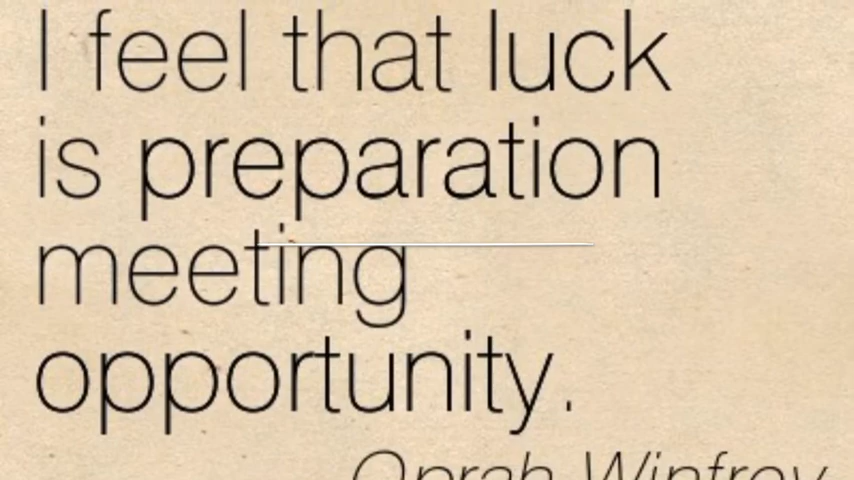 I feel that luck
is preparation
meeting
opportunity.
Oprah Winfrey